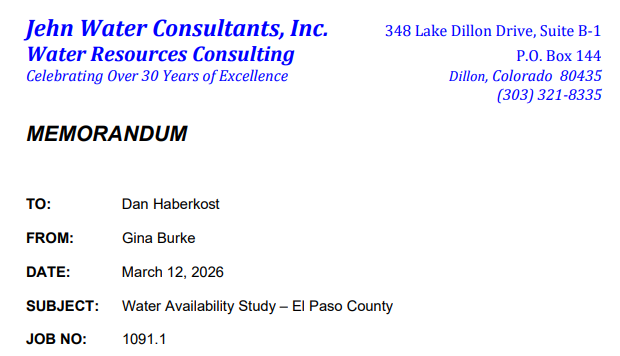 Jehn Water Consultants, Inc.
Water Resources Consulting
Celebrating Over 30 Years of Excellence
348 Lake Dillon Drive, Suite B-1
P.O. Box 144
Dillon, Colorado 80435
(303) 321-8335
MEMORANDUM
TO: Dan Haberkost
FROM: Gina Burke
DATE: March 12, 2026
SUBJECT: Water Availability Study – El Paso County
JOB NO: 1091.1